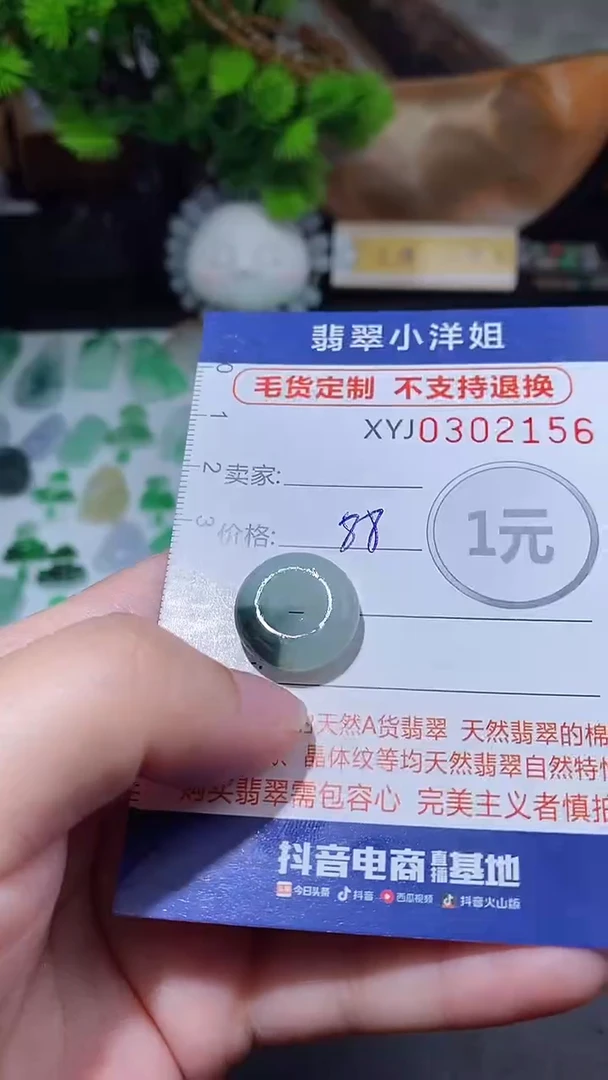 翡翠小洋姐
毛货定制 不支持退换
XYJ0302156
0
1
2
3
卖家:
价格: 88
1元
天然A货翡翠 天然翡翠的棉
晶体纹等均天然翡翠自然特性
购买翡翠需包容心 完美主义者慎拍
抖音电商直播基地
今日头条 抖音 西瓜视频 抖音火山版